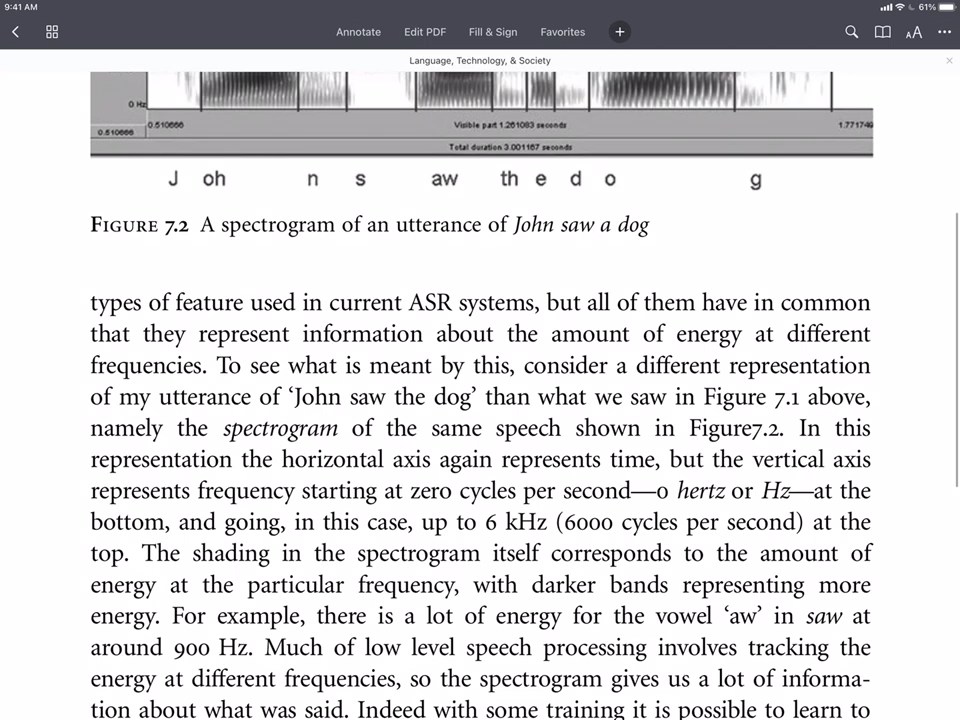 9:41 AM
61%
Annotate Edit PDF Fill & Sign Favorites +
AA
Language, Technology, & Society
0 Hz
0.510666 0.510666 Visible part 1.261083 seconds 1.771749
Total duration 3.001167 seconds
J oh n s aw th e d o g
FIGURE 7.2 A spectrogram of an utterance of John saw a dog
types of feature used in current ASR systems, but all of them have in common
that they represent information about the amount of energy at different
frequencies. To see what is meant by this, consider a different representation
of my utterance of ‘John saw the dog’ than what we saw in Figure 7.1 above,
namely the spectrogram of the same speech shown in Figure7.2. In this
representation the horizontal axis again represents time, but the vertical axis
represents frequency starting at zero cycles per second—0 hertz or Hz—at the
bottom, and going, in this case, up to 6 kHz (6000 cycles per second) at the
top. The shading in the spectrogram itself corresponds to the amount of
energy at the particular frequency, with darker bands representing more
energy. For example, there is a lot of energy for the vowel ‘aw’ in saw at
around 900 Hz. Much of low level speech processing involves tracking the
energy at different frequencies, so the spectrogram gives us a lot of informa-
tion about what was said. Indeed with some training it is possible to learn to